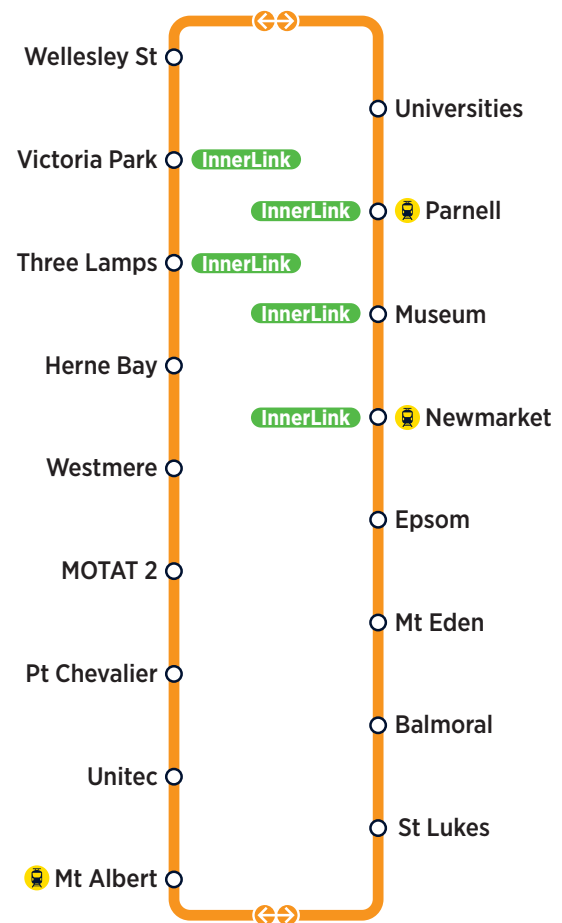 Wellesley St
Universities
Victoria Park InnerLink
InnerLink Parnell
Three Lamps InnerLink
InnerLink Museum
Herne Bay
InnerLink Newmarket
Westmere
Epsom
MOTAT 2
Mt Eden
Pt Chevalier
Balmoral
Unitec
St Lukes
Mt Albert